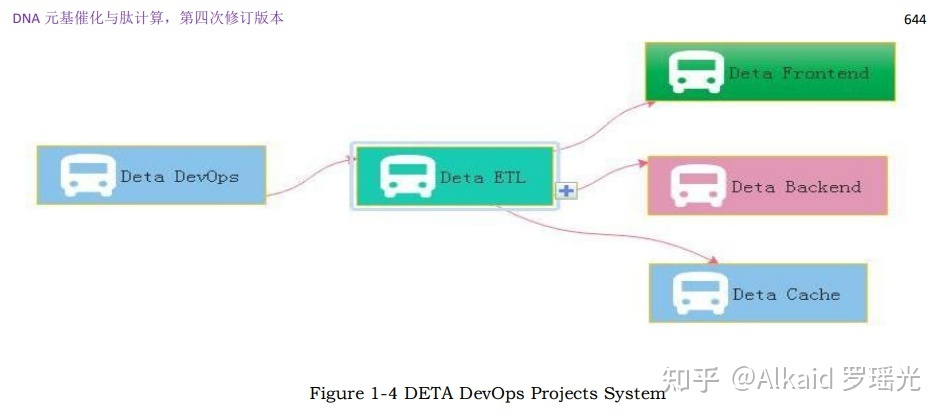 DNA 元基催化与肽计算，第四次修订版本 644
Deta Frontend
Deta DevOps
Deta ETL
Deta Backend
Deta Cache
Figure 1-4 DETA DevOps Projects System
知乎 @Alkaid 罗瑶光